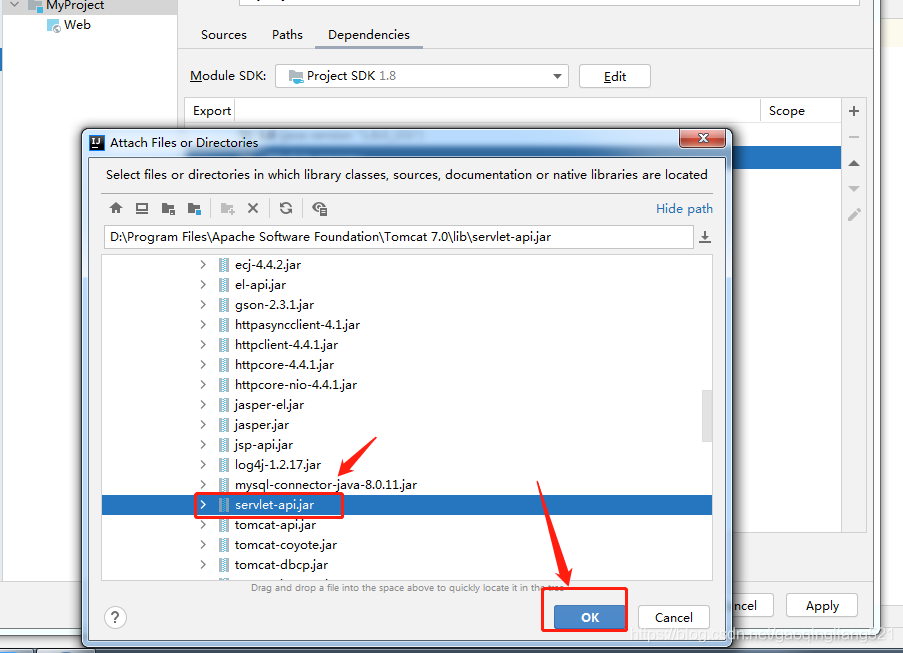 MyProject
Web
Sources Paths Dependencies
Module SDK: Project SDK 1.8 Edit
Export Scope
Attach Files or Directories
Select files or directories in which library classes, sources, documentation or native libraries are located
Hide path
D:\Program Files\Apache Software Foundation\Tomcat 7.0\lib\servlet-api.jar
ecj-4.4.2.jar
el-api.jar
gson-2.3.1.jar
httpasyncclient-4.1.jar
httpclient-4.4.1.jar
httpcore-4.4.1.jar
httpcore-nio-4.4.1.jar
jasper-el.jar
jasper.jar
jsp-api.jar
log4j-1.2.17.jar
mysql-connector-java-8.0.11.jar
servlet-api.jar
tomcat-api.jar
tomcat-coyote.jar
tomcat-dbcp.jar
Drag and drop a file into the space above to quickly locate it in the tree
? OK Cancel ncel Apply
https://blog.csdn.net/gaoqingliang521